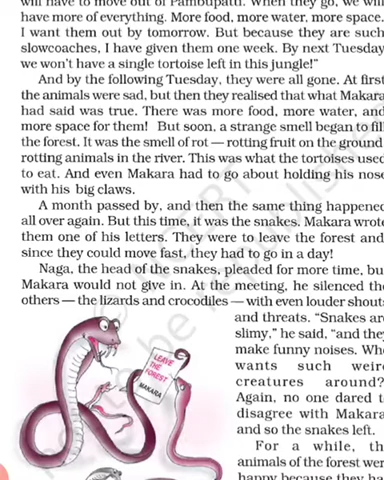 will have to move out of Pambupatti. When they go, we will
have more of everything. More food, more water, more space.
I want them out by tomorrow. But because they are such
slowcoaches, I have given them one week. By next Tuesday
we won't have a single tortoise left in this jungle!"
And by the following Tuesday, they were all gone. At first
the animals were sad, but then they realised that what Makara
had said was true. There was more food, more water, and
more space for them! But soon, a strange smell began to fill
the forest. It was the smell of rot — rotting fruit on the ground
rotting animals in the river. This was what the tortoises used
to eat. And even Makara had to go about holding his nose
with his big claws.
A month passed by, and then the same thing happened
all over again. But this time, it was the snakes. Makara wrote
them one of his letters. They were to leave the forest and
since they could move fast, they had to go in a day!
Naga, the head of the snakes, pleaded for more time, bu
Makara would not give in. At the meeting, he silenced the
others — the lizards and crocodiles — with even louder shout
and threats. "Snakes are
slimy," he said, "and they
make funny noises. Wh
wants such weir
creatures around?
Again, no one dared t
disagree with Makara
and so the snakes left.
For a while, th
animals of the forest wer
happy because they ha
LEAVE
THE
FOREST
MAKARA